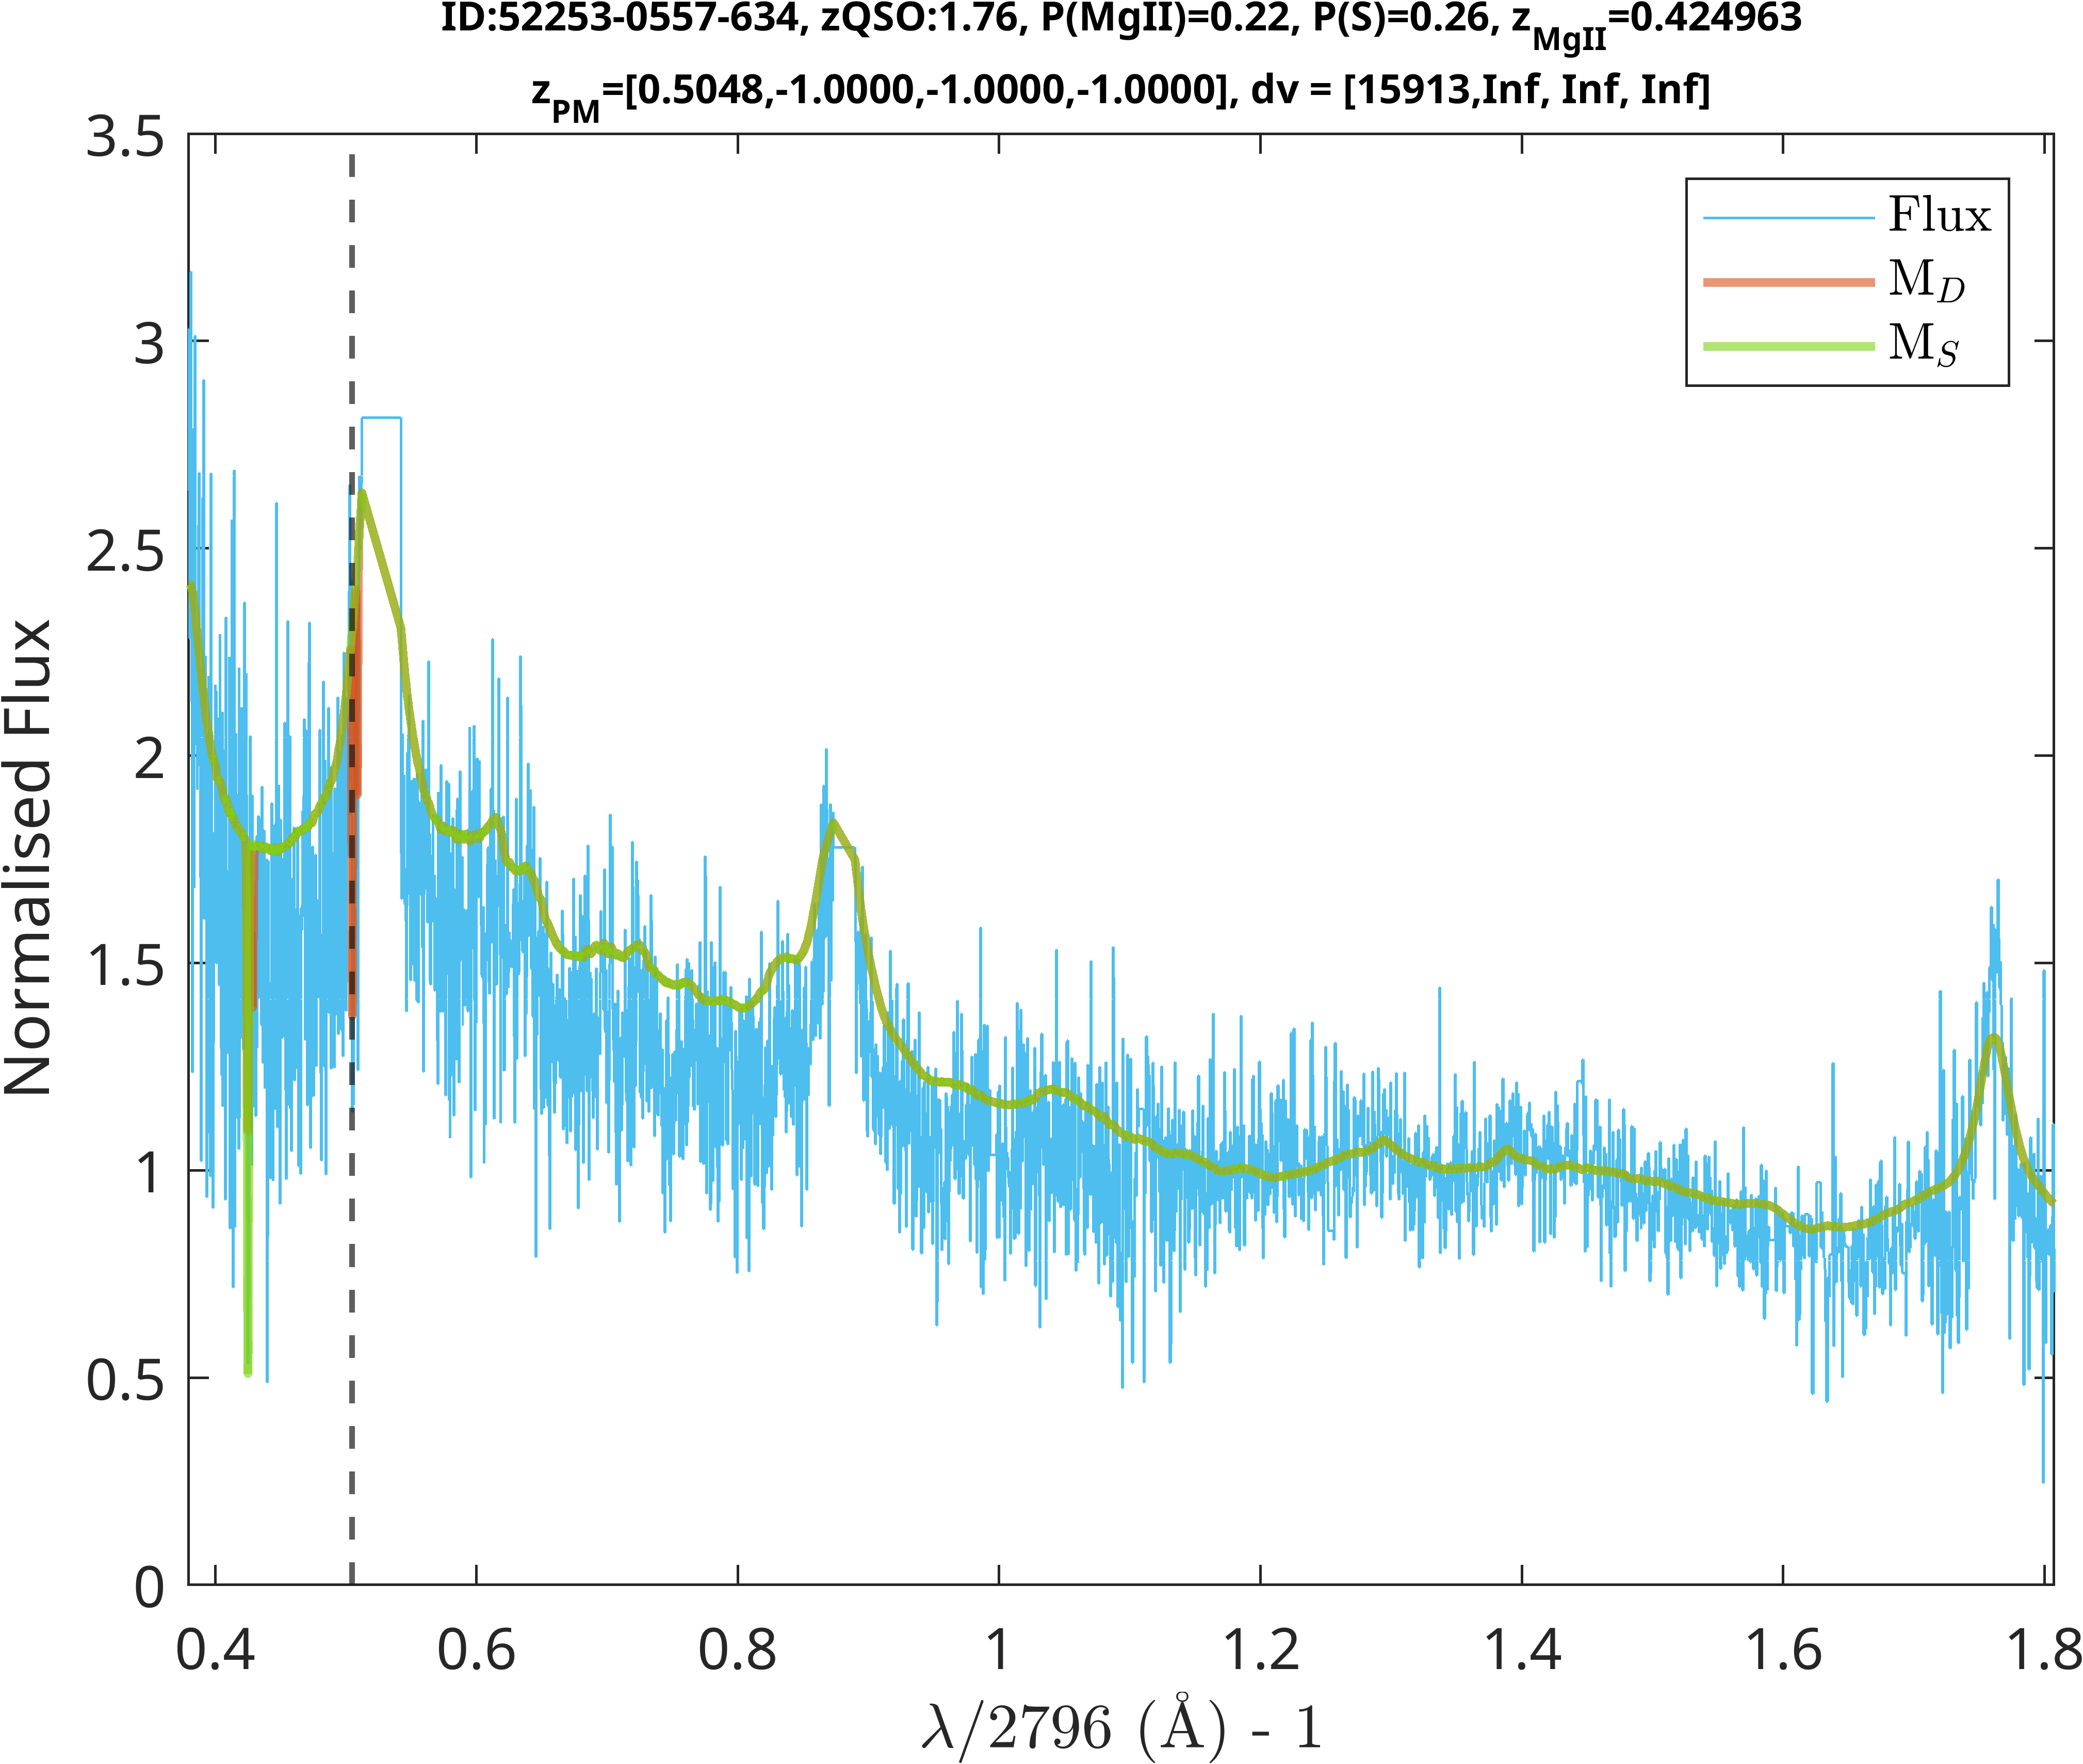 ID:52253-0557-634, zQSO:1.76, P(MgII)=0.22, P(S)=0.26, zMgII=0.424963
zPM=[0.5048,-1.0000,-1.0000,-1.0000], dv = [15913,Inf, Inf, Inf]
3.5
3
2.5
2
1.5
1
0.5
0
Normalised Flux
Flux
MD
MS
0.4 0.6 0.8 1 1.2 1.4 1.6 1.8
λ/2796 (Å) - 1